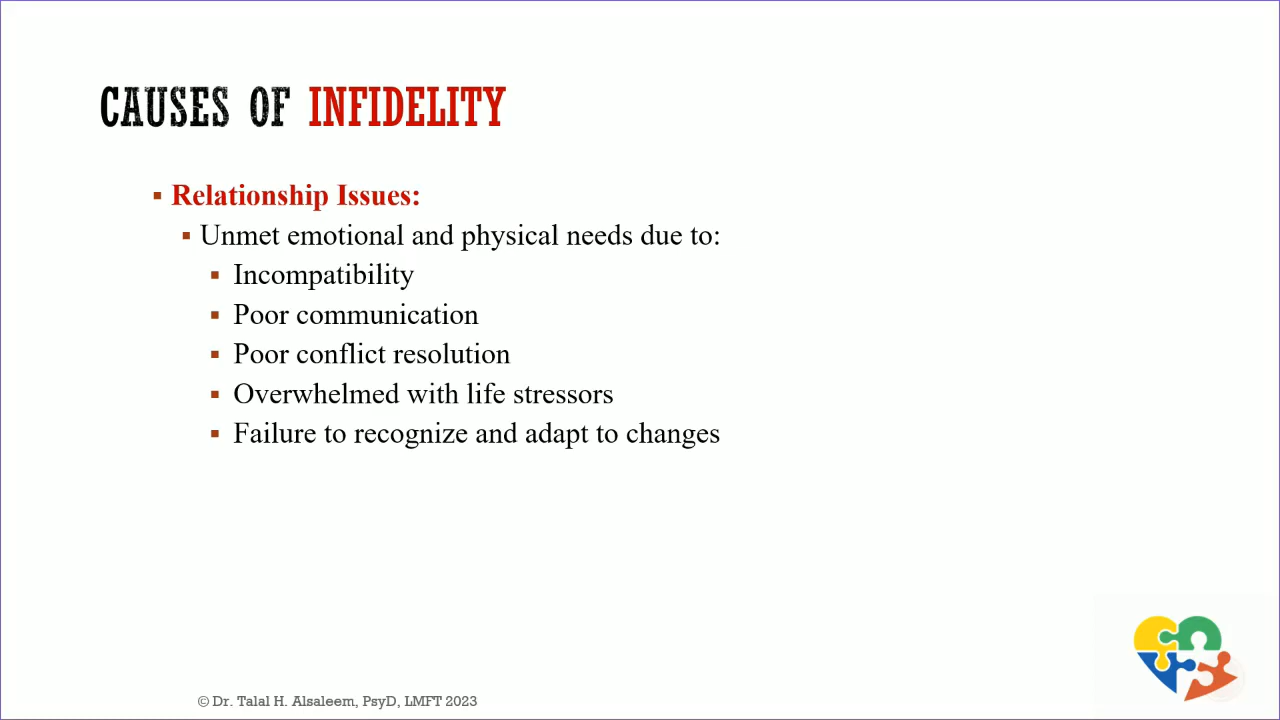 CAUSES OF INFIDELITY
▪ Relationship Issues:
▪ Unmet emotional and physical needs due to:
▪ Incompatibility
▪ Poor communication
▪ Poor conflict resolution
▪ Overwhelmed with life stressors
▪ Failure to recognize and adapt to changes
© Dr. Talal H. Alsaleem, PsyD, LMFT 2023